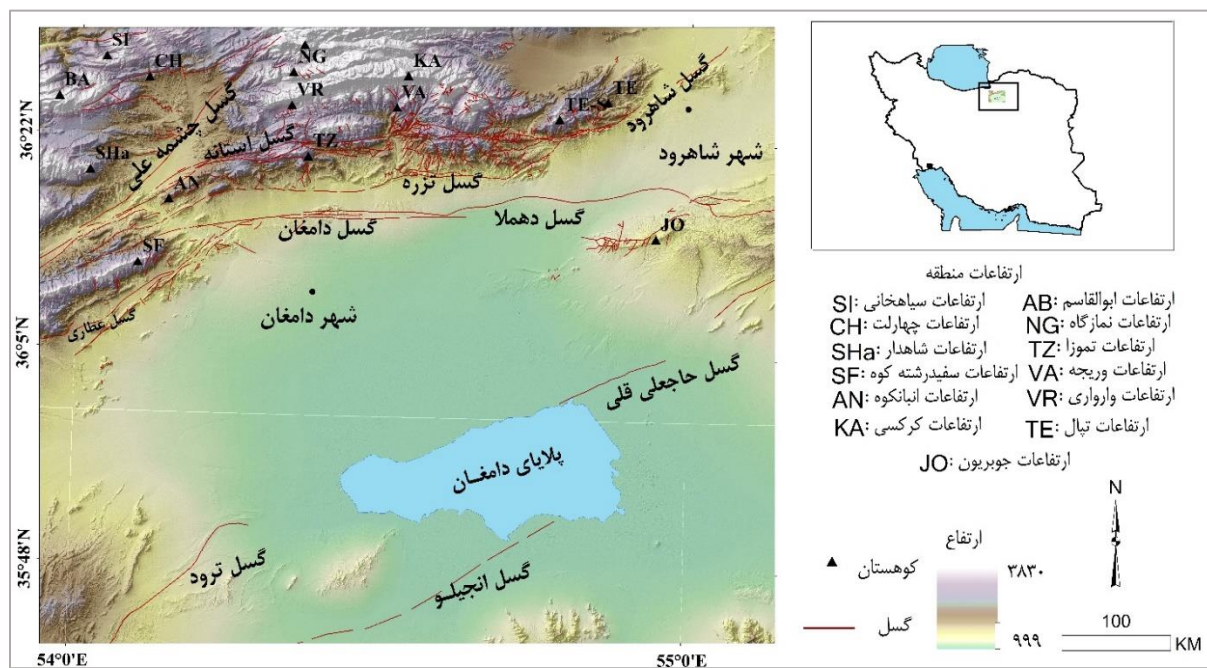 SI
CH
BA
NG
KA
VR
VA
TE
TE-S
گسل شاهرود
36°22'N
گسل چشمه علی
گسل استانه
TZ
شهر شاهرود
SHa
AN
گسل تزره
گسل دهملا
گسل دامغان
JO
SF
شهر دامغان
گسل عطاری
36°5'N
گسل حاجعلی قلی
پلایای دامغـان
35°48'N
گسل ترود
گسل انجیلـو
54°0'E
55°0'E
ارتفاعات منطقه
AB: ارتفاعات ابوالقاسم
SI: ارتفاعات سیاهخانی
NG: ارتفاعات نمازگاه
CH: ارتفاعات چهارلت
TZ: ارتفاعات تموزا
SHa: ارتفاعات شاهدار
VA: ارتفاعات وریجه
SF: ارتفاعات سفیدرشته کوه
VR: ارتفاعات وارواری
AN: ارتفاعات انبانکوه
TE: ارتفاعات تپال
KA: ارتفاعات کرکسی
JO: ارتفاعات جوبریون
N
ارتفاع
۳۸۳۰
۹۹۹
کوهستان
گسل
100
KM